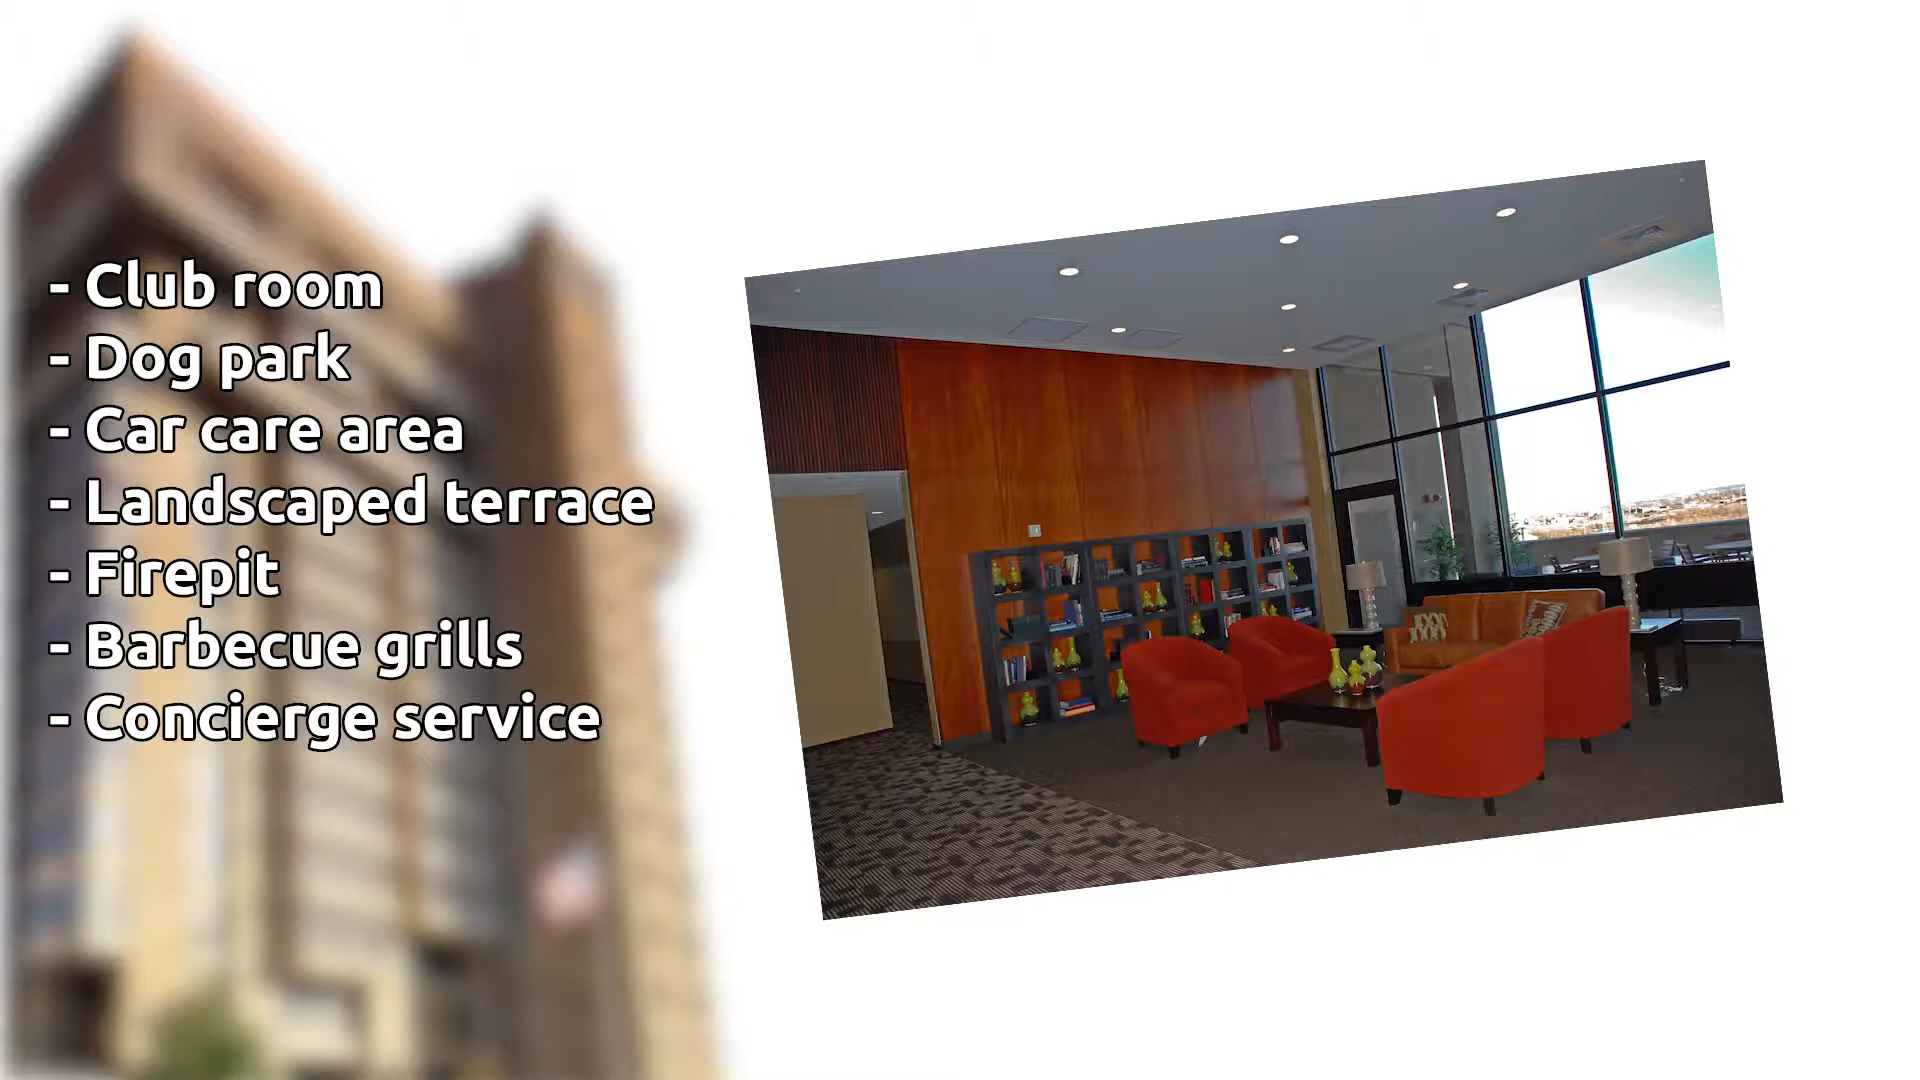 - Club room
- Dog park
- Car care area
- Landscaped terrace
- Firepit
- Barbecue grills
- Concierge service